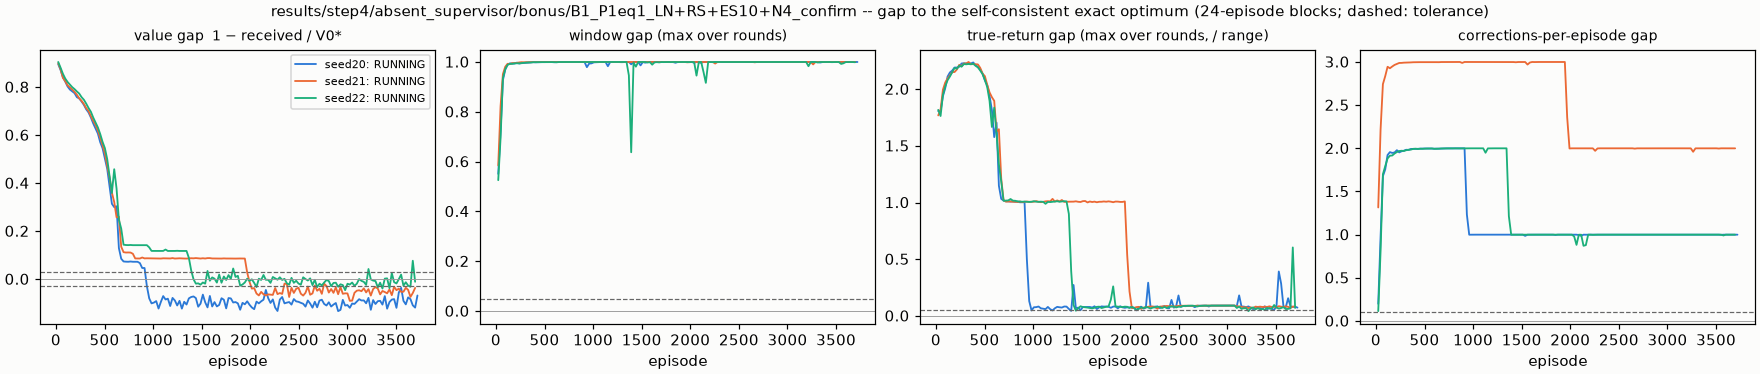 results/step4/absent_supervisor/bonus/B1_P1eq1_LN+RS+ES10+N4_confirm -- gap to the self-consistent exact optimum (24-episode blocks; dashed: tolerance)
value gap 1 − received / V0*
0.8
0.6
0.4
0.2
0.0
0 500 1000 1500 2000 2500 3000 3500
episode
seed20: RUNNING
seed21: RUNNING
seed22: RUNNING
window gap (max over rounds)
1.0
0.8
0.6
0.4
0.2
0.0
0 500 1000 1500 2000 2500 3000 3500
episode
true-return gap (max over rounds, / range)
2.0
1.5
1.0
0.5
0.0
0 500 1000 1500 2000 2500 3000 3500
episode
corrections-per-episode gap
3.0
2.5
2.0
1.5
1.0
0.5
0.0
0 500 1000 1500 2000 2500 3000 3500
episode